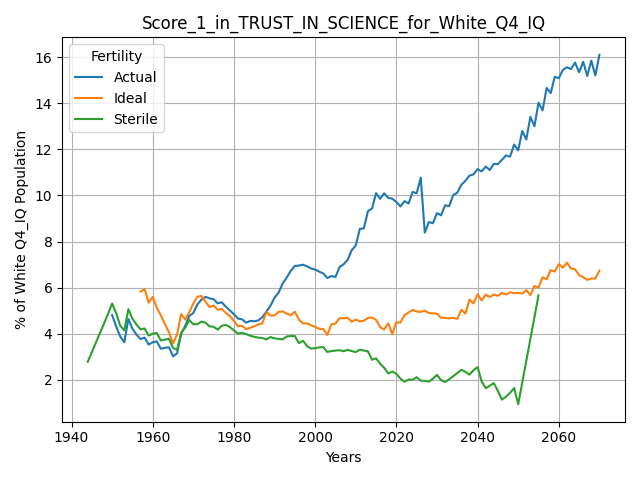 Score_1_in_TRUST_IN_SCIENCE_for_White_Q4_IQ
Fertility
Actual
Ideal
Sterile
% of White Q4_IQ Population
16
14
12
10
8
6
4
2
1940 1960 1980 2000 2020 2040 2060
Years